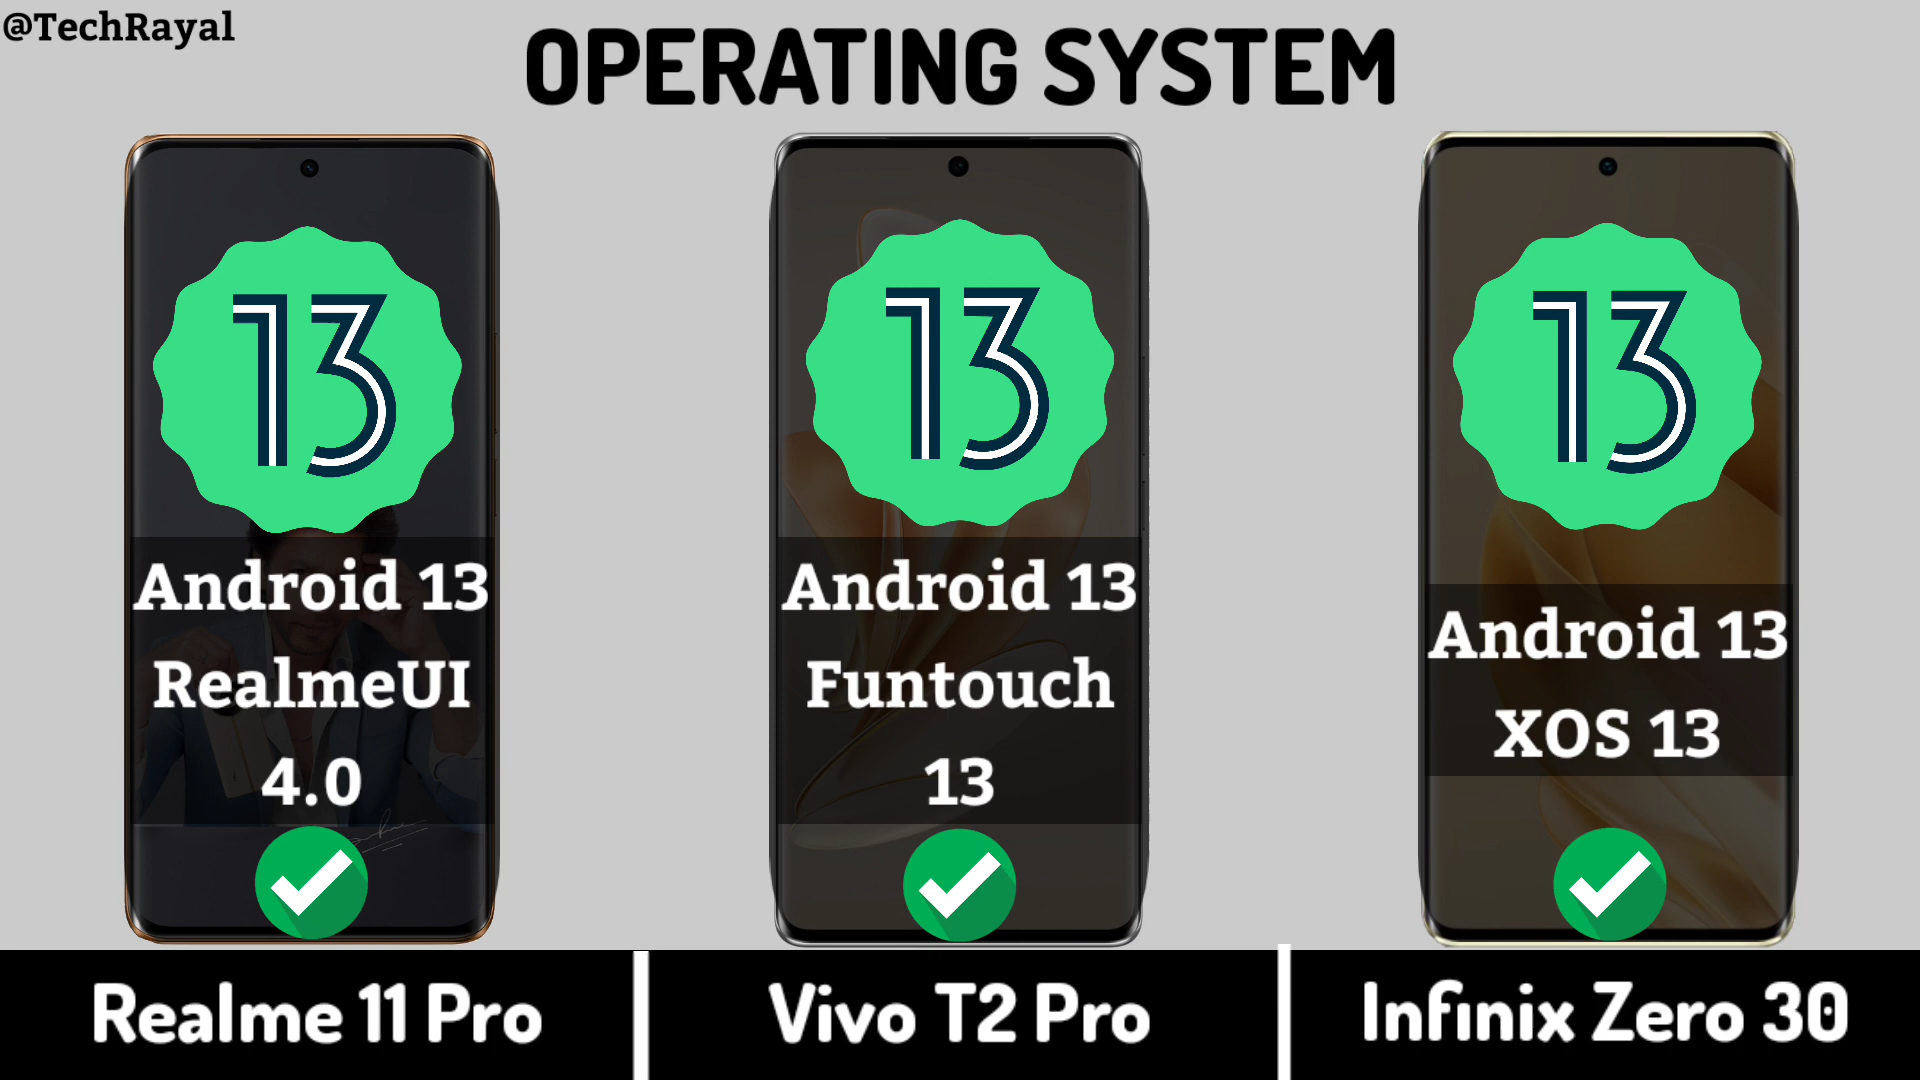 @TechRayal
OPERATING SYSTEM
13
13
13
Android 13
RealmeUI
4.0
Android 13
Funtouch
13
Android 13
XOS 13
Realme 11 Pro
Vivo T2 Pro
Infinix Zero 30